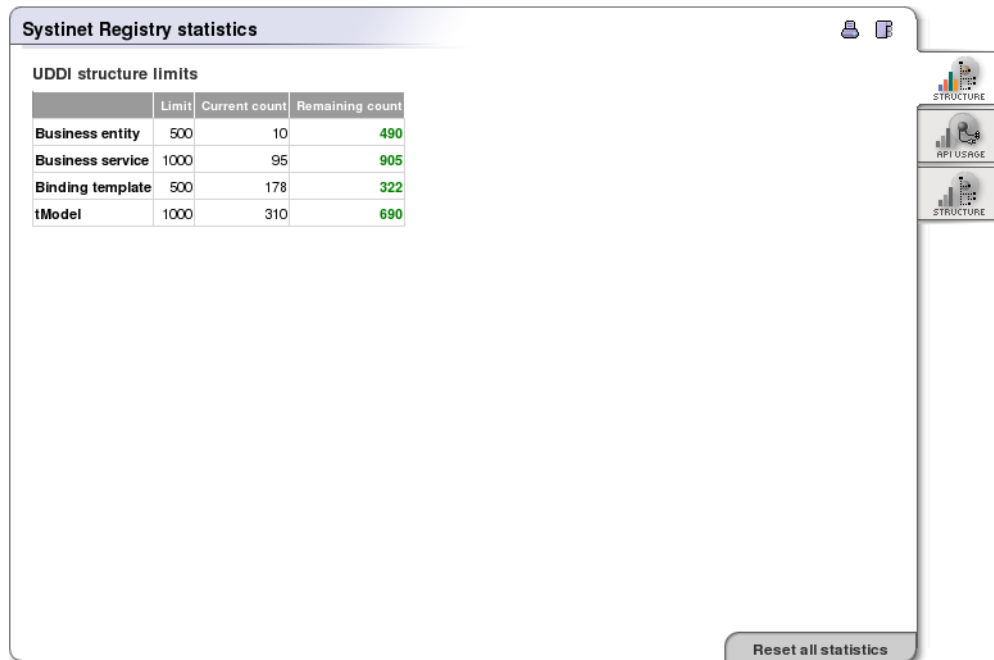 Systinet Registry statistics
UDDI structure limits
Limit Current count Remaining count
Business entity 500 10 490
Business service 1000 95 905
Binding template 500 178 322
tModel 1000 310 690
STRUCTURE
API USAGE
STRUCTURE
Reset all statistics